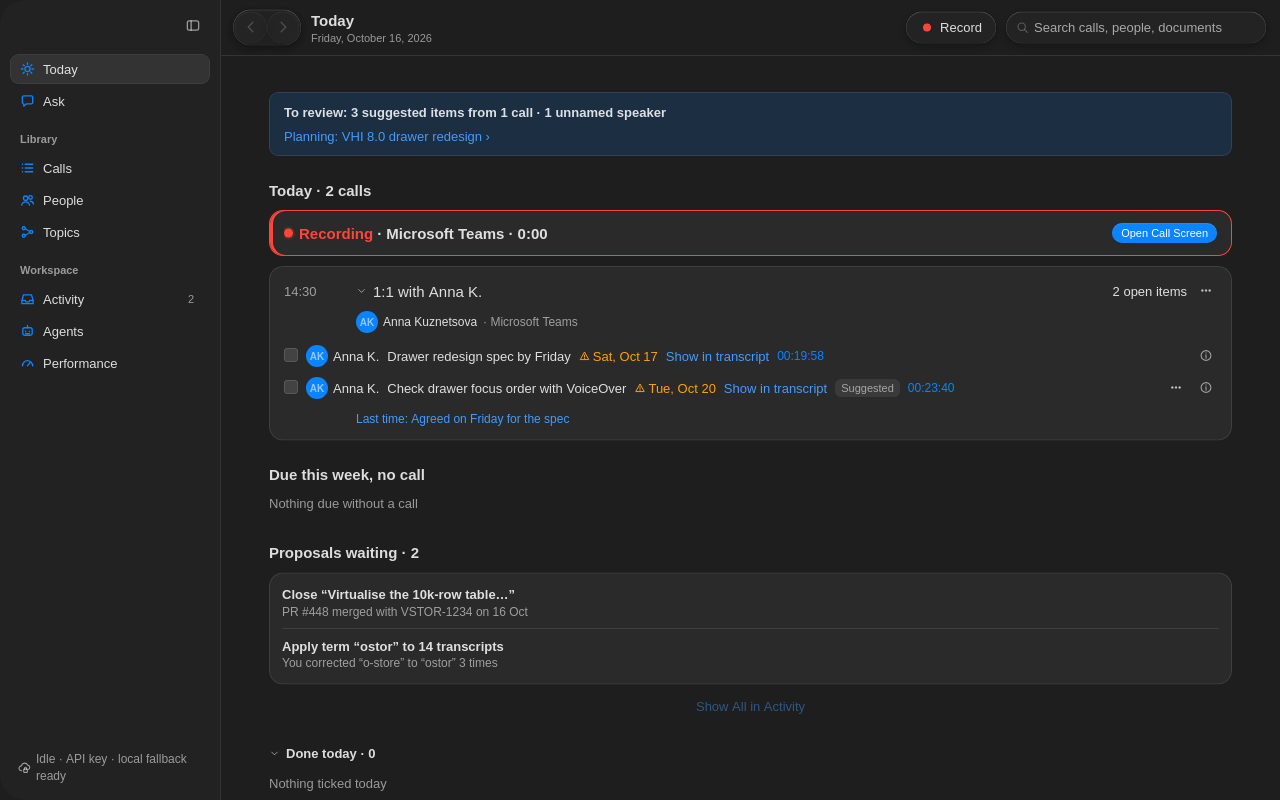 Today
Friday, October 16, 2026
Record
Search calls, people, documents
Today
Ask
Library
Calls
People
Topics
Workspace
Activity
2
Agents
Performance
Idle · API key · local fallback
ready
To review: 3 suggested items from 1 call · 1 unnamed speaker
Planning: VHI 8.0 drawer redesign ›
Today · 2 calls
Recording · Microsoft Teams · 0:00
Open Call Screen
14:30
1:1 with Anna K.
2 open items
AK Anna Kuznetsova · Microsoft Teams
AK Anna K. Drawer redesign spec by Friday Sat, Oct 17 Show in transcript 00:19:58
AK Anna K. Check drawer focus order with VoiceOver Tue, Oct 20 Show in transcript Suggested 00:23:40
Last time: Agreed on Friday for the spec
Due this week, no call
Nothing due without a call
Proposals waiting · 2
Close “Virtualise the 10k-row table…”
PR #448 merged with VSTOR-1234 on 16 Oct
Apply term “ostor” to 14 transcripts
You corrected “o-store” to “ostor” 3 times
Show All in Activity
Done today · 0
Nothing ticked today